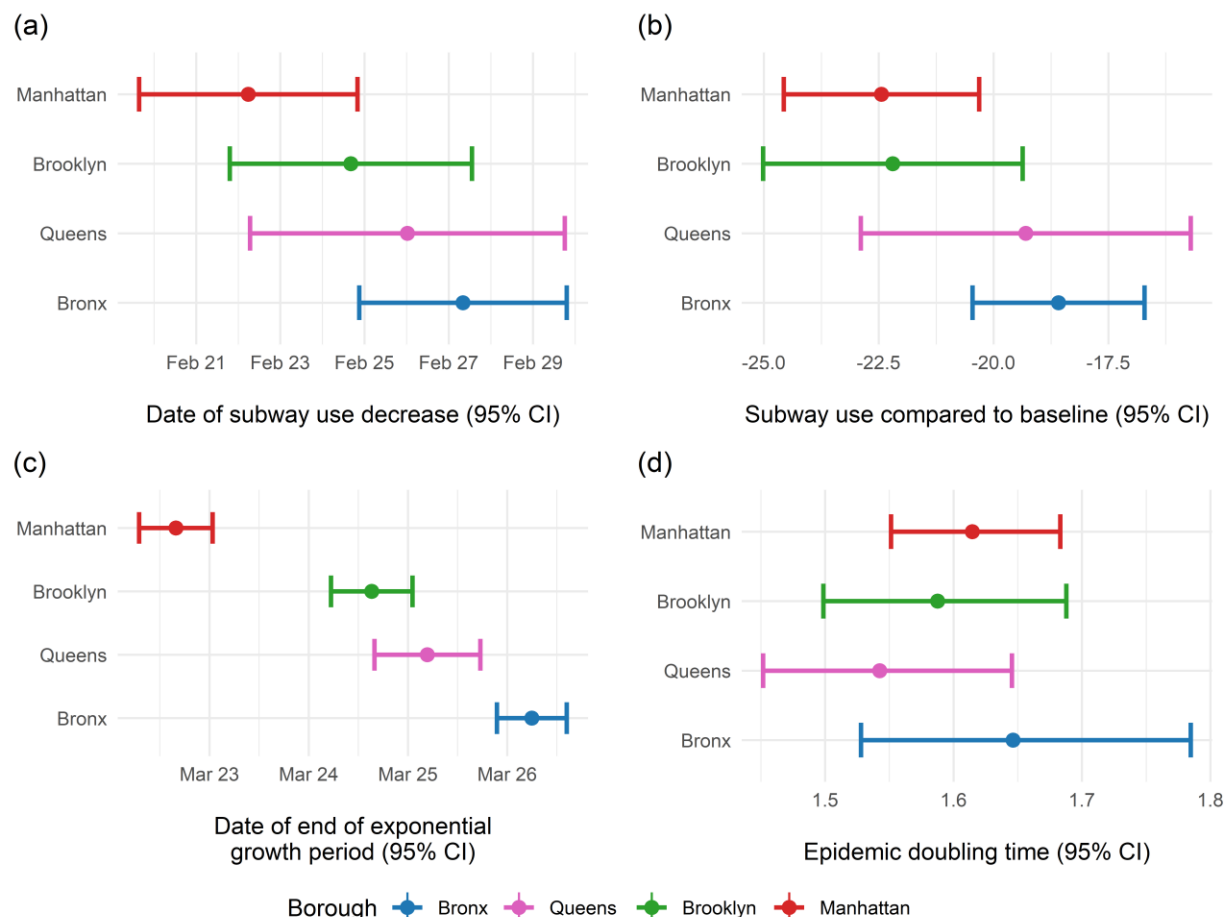 (a)
Manhattan
Brooklyn
Queens
Bronx
Feb 21 Feb 23 Feb 25 Feb 27 Feb 29
Date of subway use decrease (95% CI)
(b)
Manhattan
Brooklyn
Queens
Bronx
-25.0 -22.5 -20.0 -17.5
Subway use compared to baseline (95% CI)
(c)
Manhattan
Brooklyn
Queens
Bronx
Mar 23 Mar 24 Mar 25 Mar 26
Date of end of exponential
growth period (95% CI)
(d)
Manhattan
Brooklyn
Queens
Bronx
1.5 1.6 1.7 1.8
Epidemic doubling time (95% CI)
Borough Bronx Queens Brooklyn Manhattan